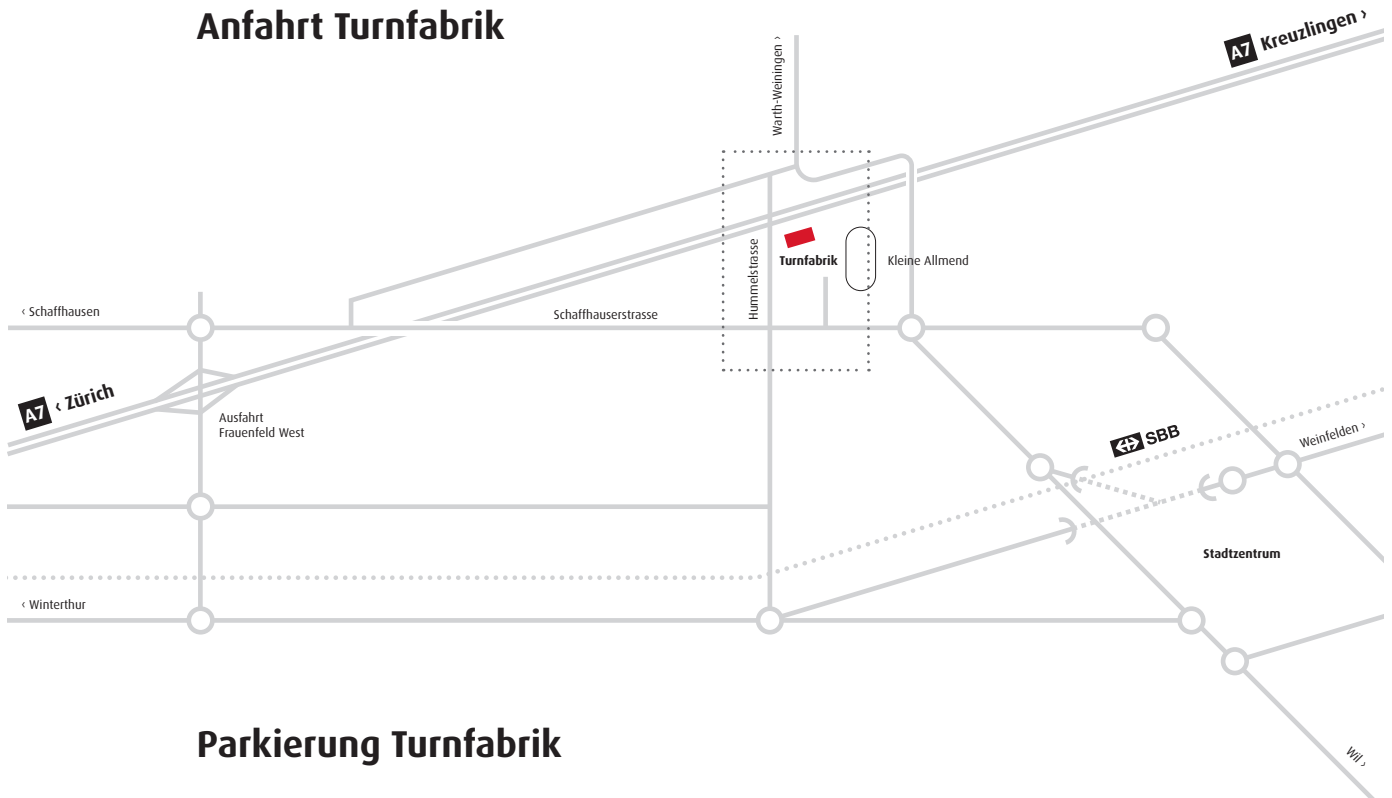 Anfahrt Turnfabrik
A7 Kreuzlingen ›
Warth-Weiningen ›
Hummelstrasse
Turnfabrik
Kleine Allmend
‹ Schaffhausen
Schaffhauserstrasse
A7 ‹ Zürich
Ausfahrt
Frauenfeld West
SBB
Weinfelden ›
Stadtzentrum
‹ Winterthur
Wil ›
Parkierung Turnfabrik